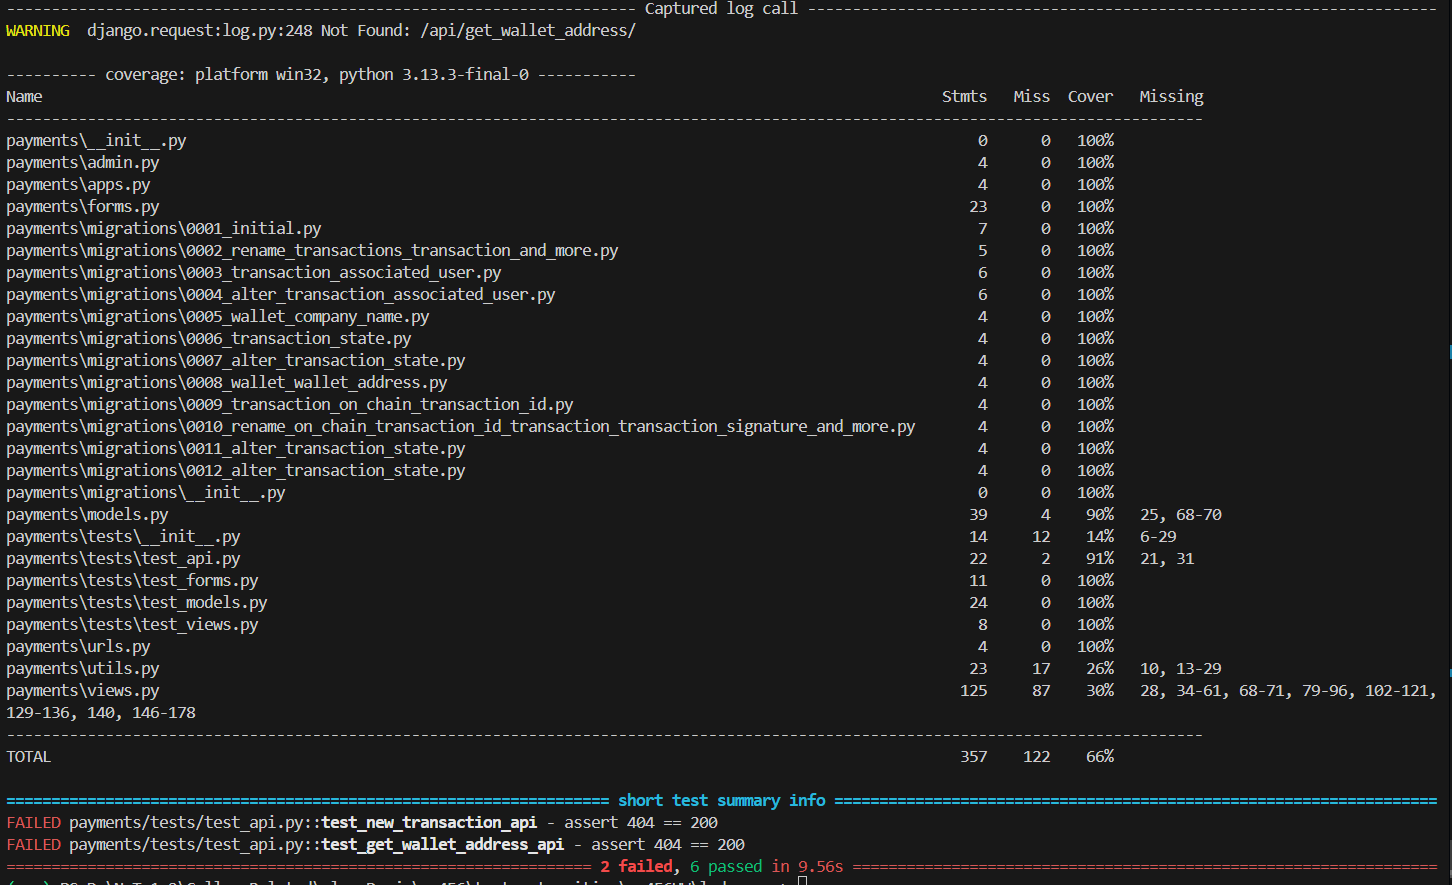 ---------------------------------------------------------------------- Captured log call ----------------------------------------------------------------------
WARNING  django.request:log.py:248 Not Found: /api/get_wallet_address/
---------- coverage: platform win32, python 3.13.3-final-0 -----------
Name Stmts Miss Cover Missing
-------------------------------------------------------------------------------------------------------------------------------------
payments\__init__.py 0 0 100%
payments\admin.py 4 0 100%
payments\apps.py 4 0 100%
payments\forms.py 23 0 100%
payments\migrations\0001_initial.py 7 0 100%
payments\migrations\0002_rename_transactions_transaction_and_more.py 5 0 100%
payments\migrations\0003_transaction_associated_user.py 6 0 100%
payments\migrations\0004_alter_transaction_associated_user.py 6 0 100%
payments\migrations\0005_wallet_company_name.py 4 0 100%
payments\migrations\0006_transaction_state.py 4 0 100%
payments\migrations\0007_alter_transaction_state.py 4 0 100%
payments\migrations\0008_wallet_wallet_address.py 4 0 100%
payments\migrations\0009_transaction_on_chain_transaction_id.py 4 0 100%
payments\migrations\0010_rename_on_chain_transaction_id_transaction_transaction_signature_and_more.py 4 0 100%
payments\migrations\0011_alter_transaction_state.py 4 0 100%
payments\migrations\0012_alter_transaction_state.py 4 0 100%
payments\migrations\__init__.py 0 0 100%
payments\models.py 39 4 90% 25, 68-70
payments\tests\__init__.py 14 12 14% 6-29
payments\tests\test_api.py 22 2 91% 21, 31
payments\tests\test_forms.py 11 0 100%
payments\tests\test_models.py 24 0 100%
payments\tests\test_views.py 8 0 100%
payments\urls.py 4 0 100%
payments\utils.py 23 17 26% 10, 13-29
payments\views.py 125 87 30% 28, 34-61, 68-71, 79-96, 102-121,
129-136, 140, 146-178
-------------------------------------------------------------------------------------------------------------------------------------
TOTAL 357 122 66%
=================================================================== short test summary info ===================================================================
FAILED payments/tests/test_api.py::test_new_transaction_api - assert 404 == 200
FAILED payments/tests/test_api.py::test_get_wallet_address_api - assert 404 == 200
================================================================= 2 failed, 6 passed in 9.56s =================================================================